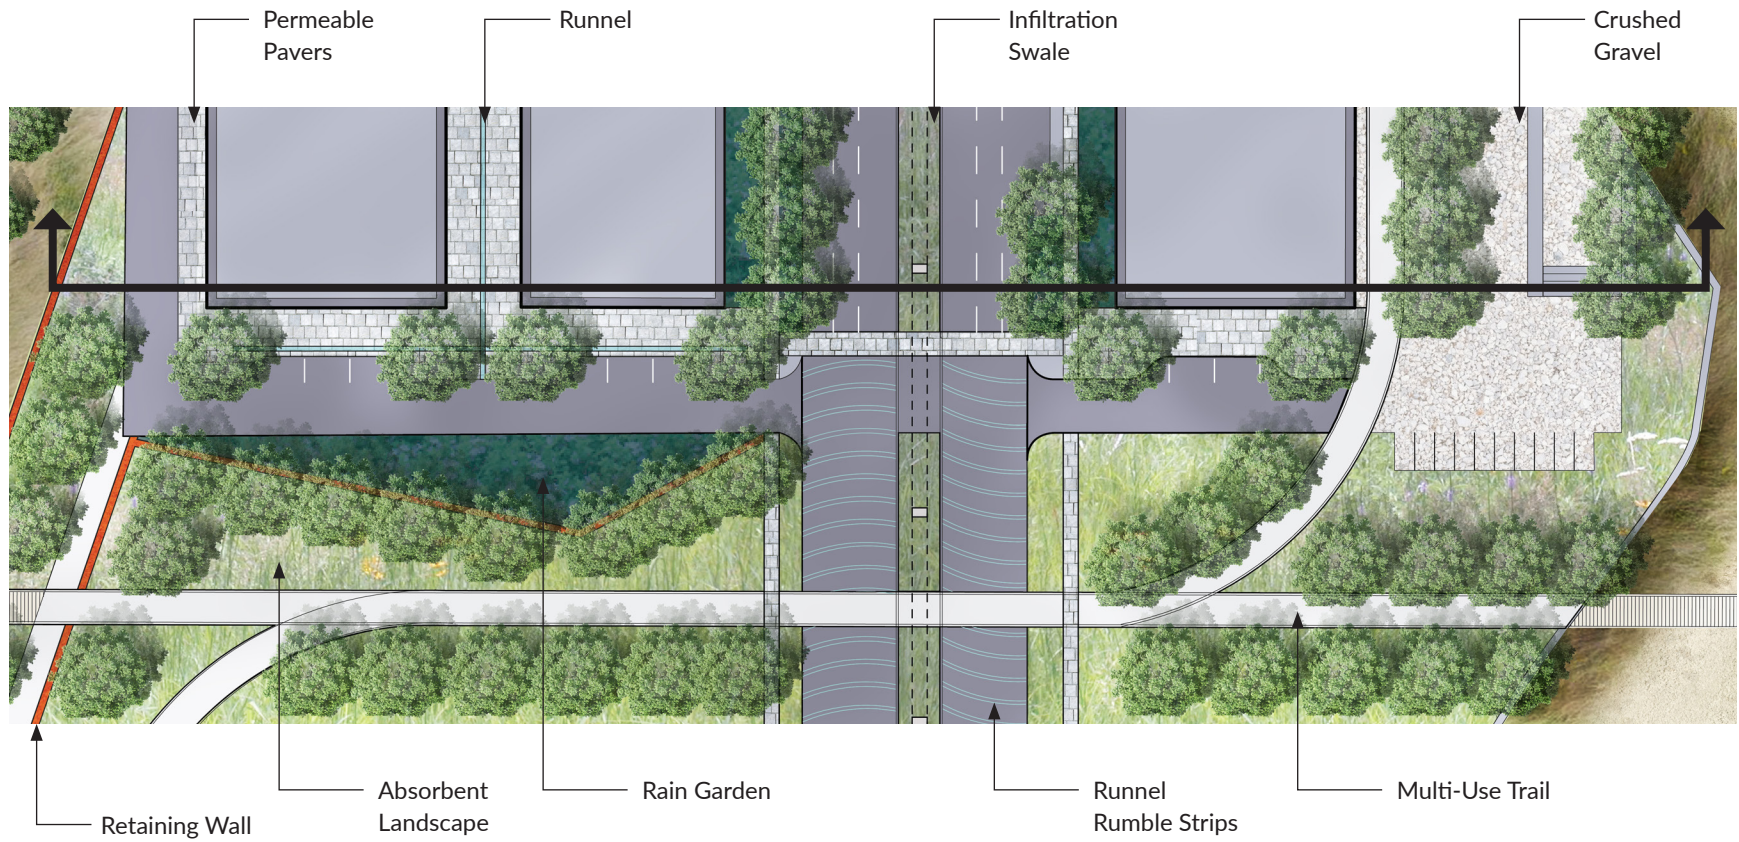 Permeable
Pavers
Runnel
Infiltration
Swale
Crushed
Gravel
Absorbent
Landscape
Rain Garden
Runnel
Rumble Strips
Multi-Use Trail
Retaining Wall